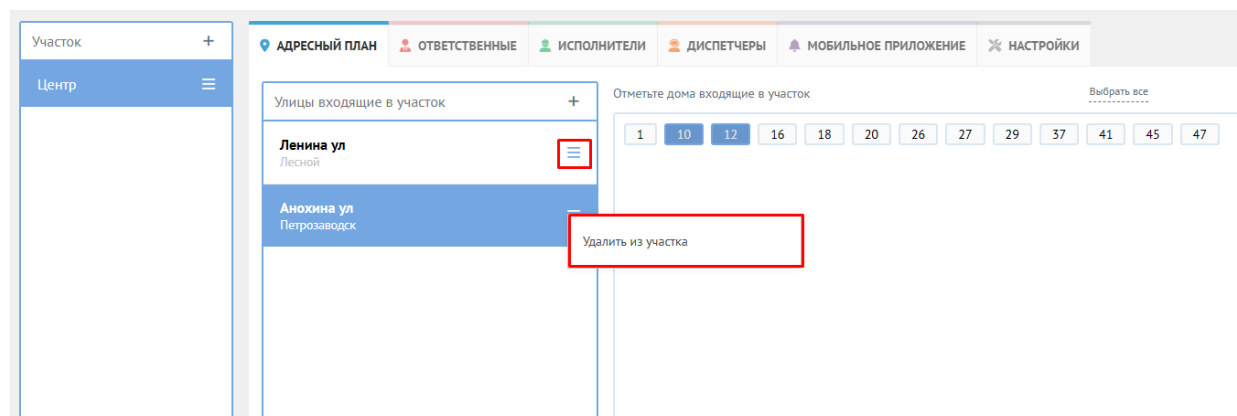 Участок +
Центр
АДРЕСНЫЙ ПЛАН ОТВЕТСТВЕННЫЕ ИСПОЛНИТЕЛИ ДИСПЕТЧЕРЫ МОБИЛЬНОЕ ПРИЛОЖЕНИЕ НАСТРОЙКИ
Улицы входящие в участок +
Ленина ул
Лесной
Анохина ул
Петрозаводск
Удалить из участка
Отметьте дома входящие в участок Выбрать все
1 10 12 16 18 20 26 27 29 37 41 45 47